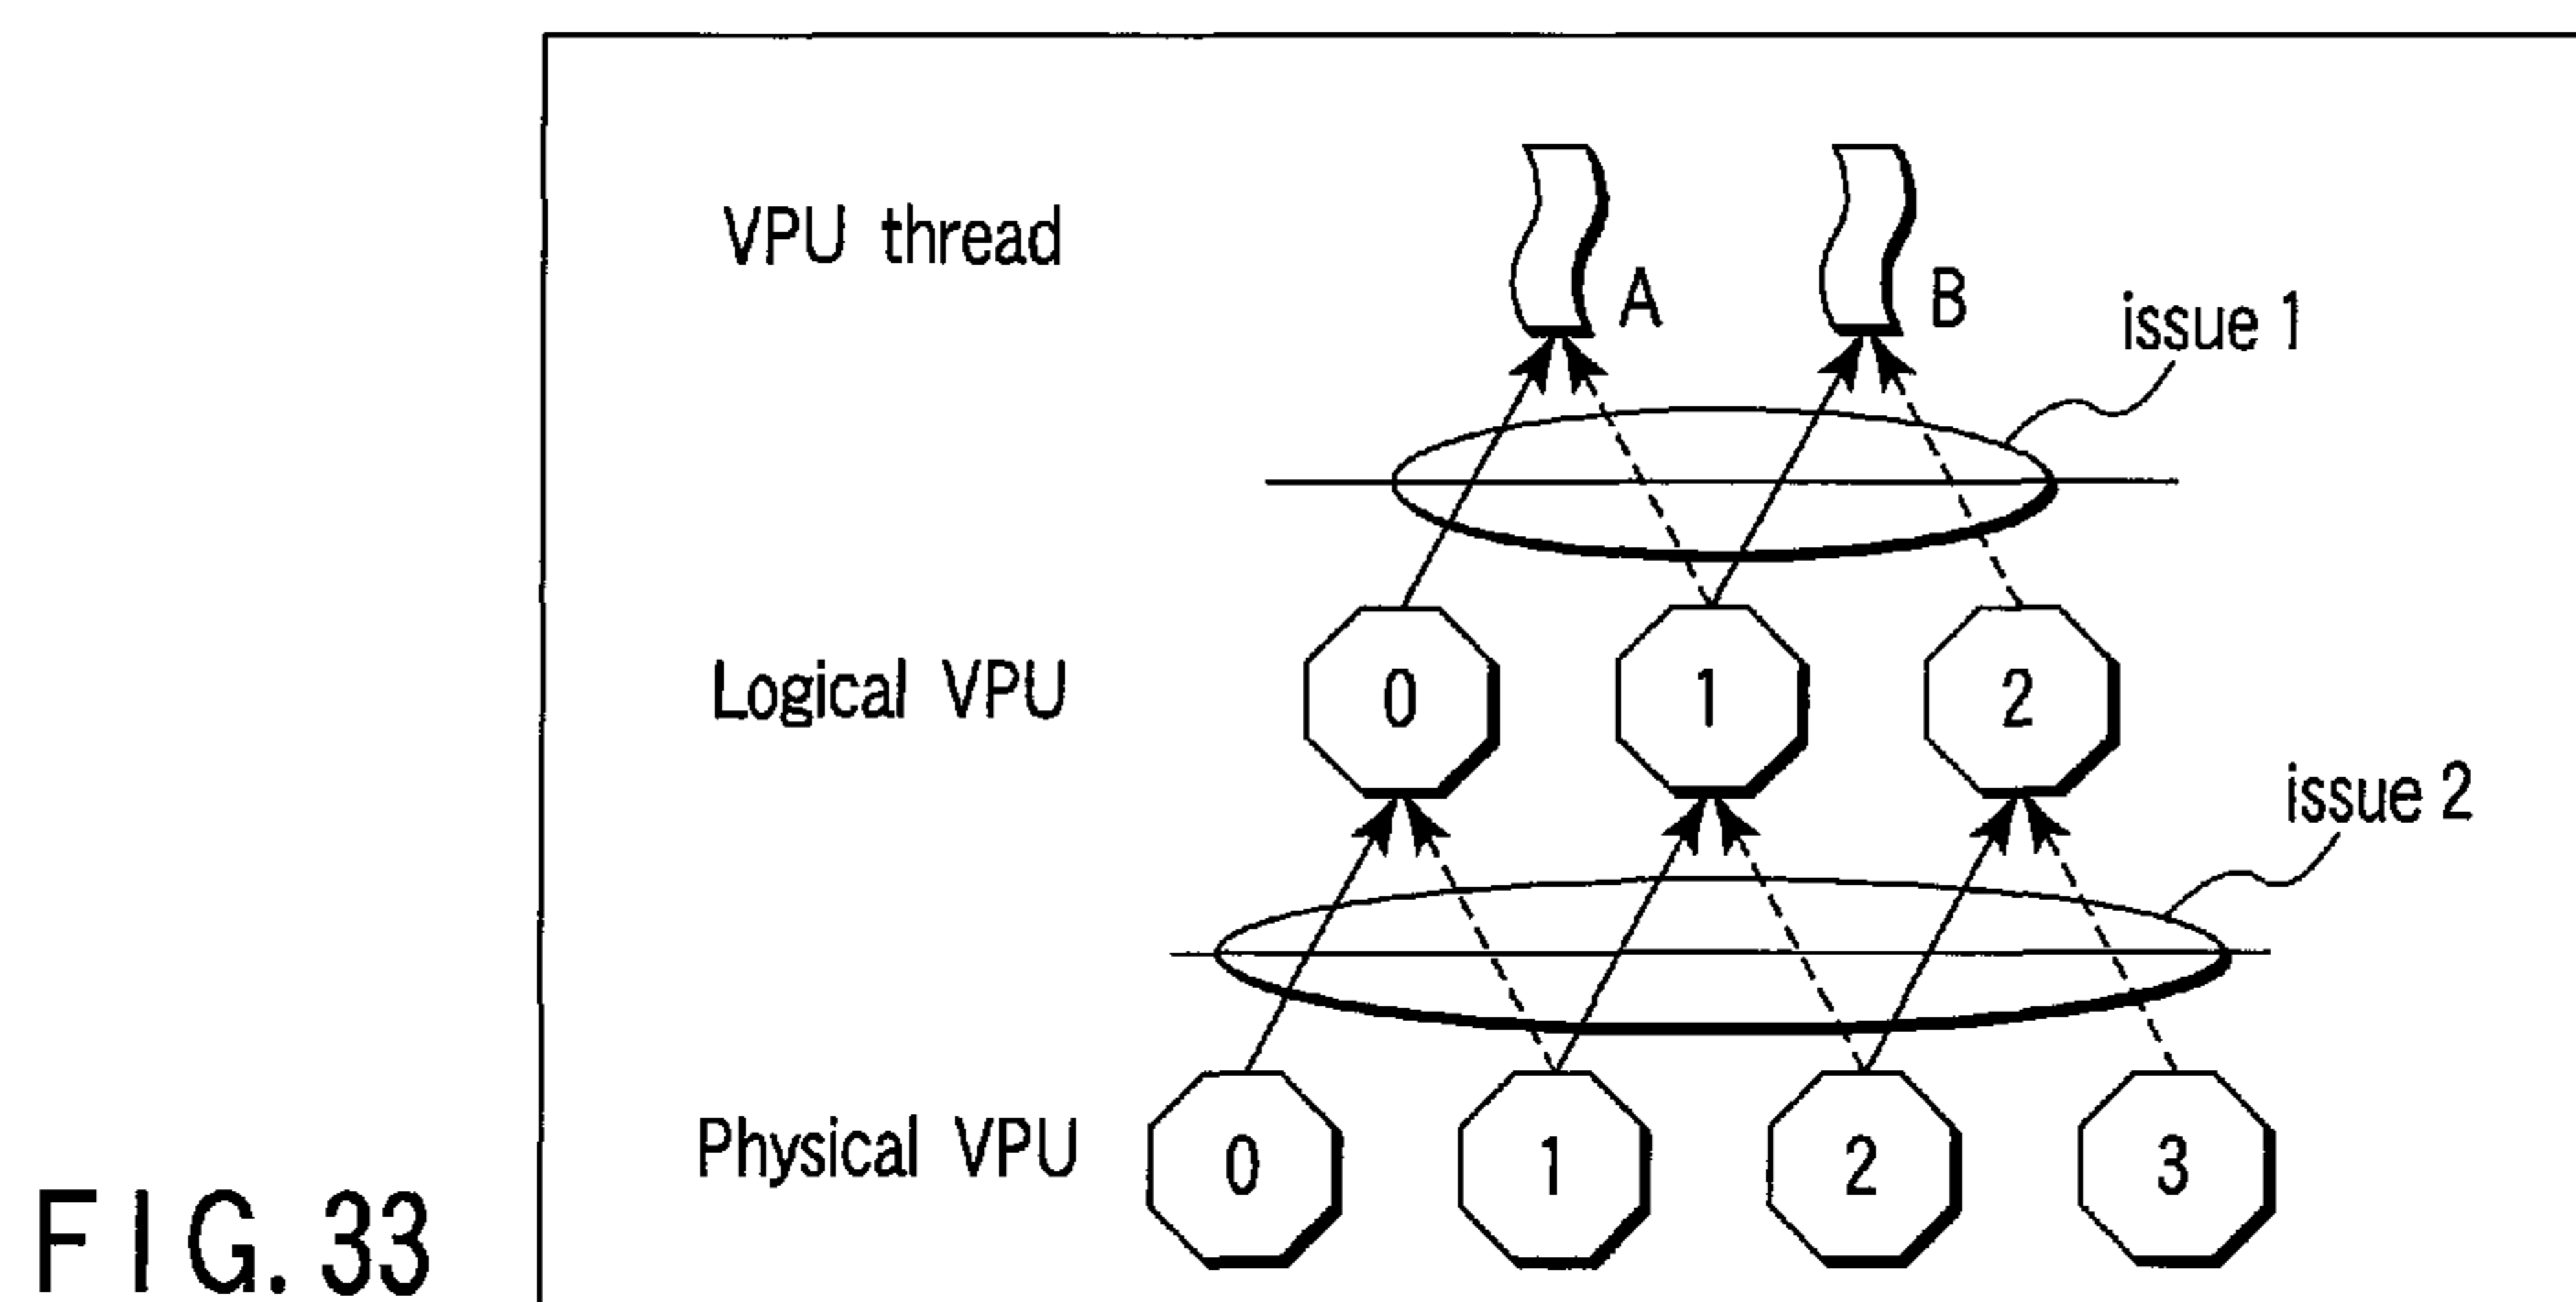 VPU thread
A
B
issue 1
Logical VPU
0
1
2
issue 2
Physical VPU
0
1
2
3
FIG. 33